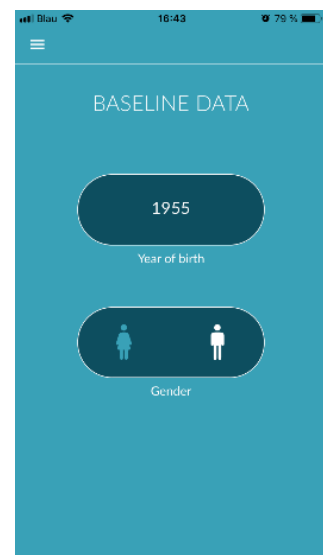 Blau 16:43 79 %
BASELINE DATA
1955
Year of birth
Gender